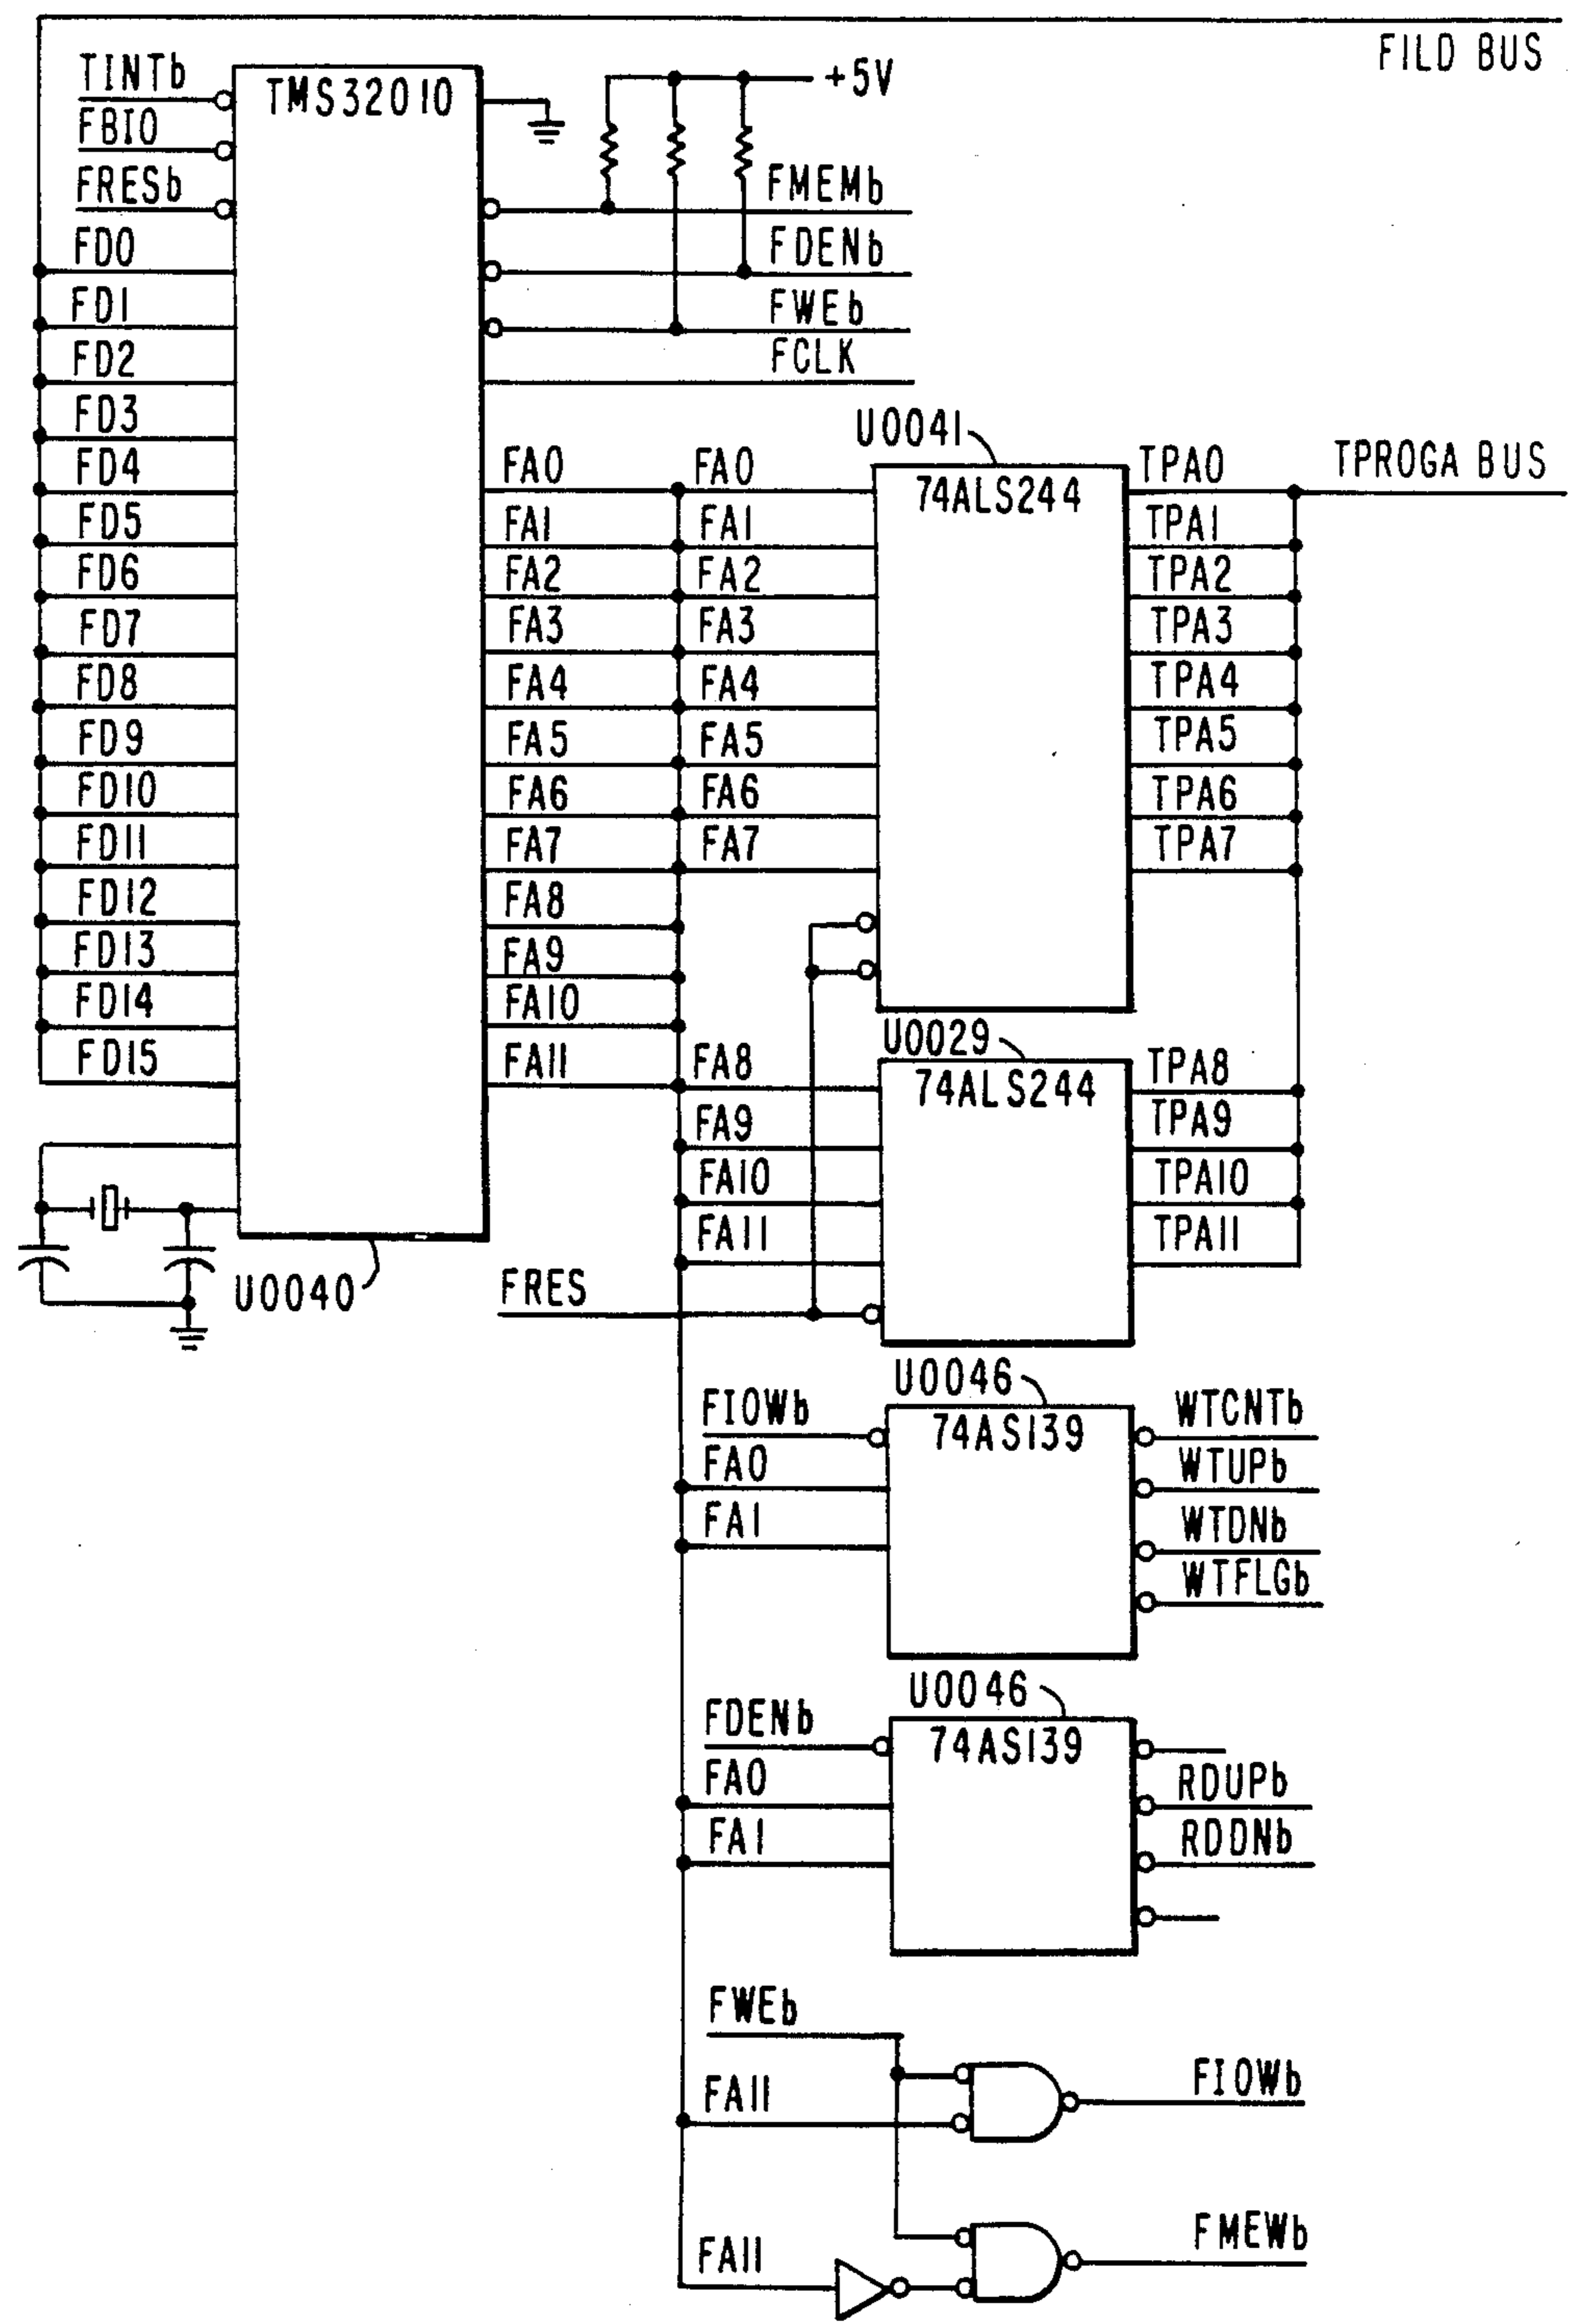 FILD BUS
TINTb
TMS32010
+5V
FBIO
FRESb
FMEMb
FD0
FDENb
FD1
FWEb
FD2
FCLK
FD3
U0041
FD4
FA0
FA0
74ALS244
TPA0
TPROGA BUS
FD5
FA1
FA1
TPA1
FD6
FA2
FA2
TPA2
FD7
FA3
FA3
TPA3
FD8
FA4
FA4
TPA4
FD9
FA5
FA5
TPA5
FD10
FA6
FA6
TPA6
FD11
FA7
FA7
TPA7
FD12
FA8
FD13
FA9
FD14
FA10
U0029
FD15
FA11
FA8
74ALS244
TPA8
FA9
TPA9
FA10
TPA10
FA11
TPA11
U0040
FRES
U0046
FIOWb
74AS139
WTCNTb
FA0
WTUPb
FA1
WTDNb
WTFLGb
U0046
FDENb
74AS139
FA0
RDUPb
FA1
RDDNb
FWEb
FA11
FIOWb
FA11
FMEWb